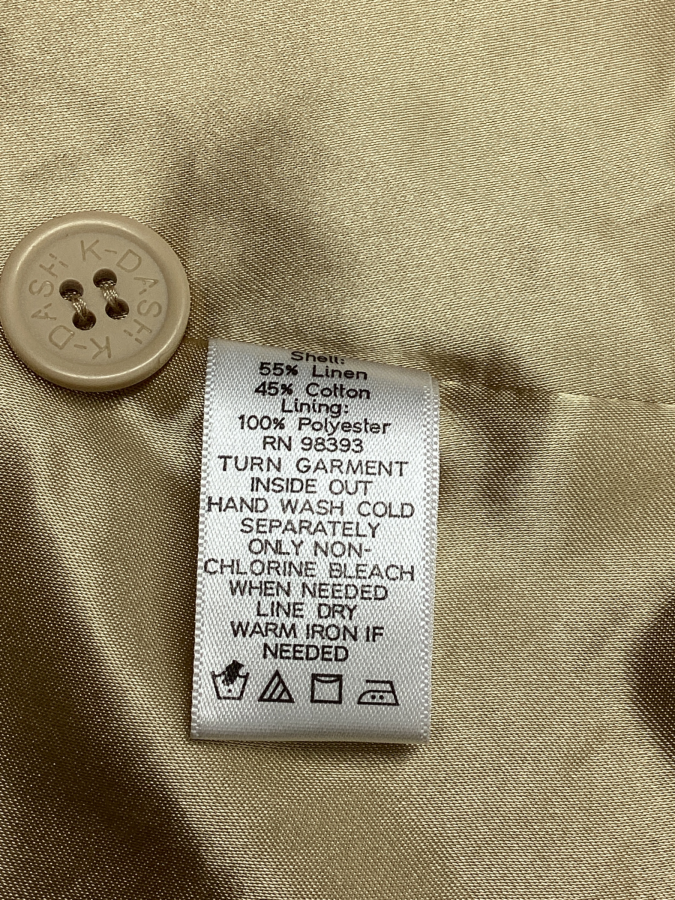 K-DASH K-DASH
Shell:
55% Linen
45% Cotton
Lining:
100% Polyester
RN 98393
TURN GARMENT
INSIDE OUT
HAND WASH COLD
SEPARATELY
ONLY NON-
CHLORINE BLEACH
WHEN NEEDED
LINE DRY
WARM IRON IF
NEEDED